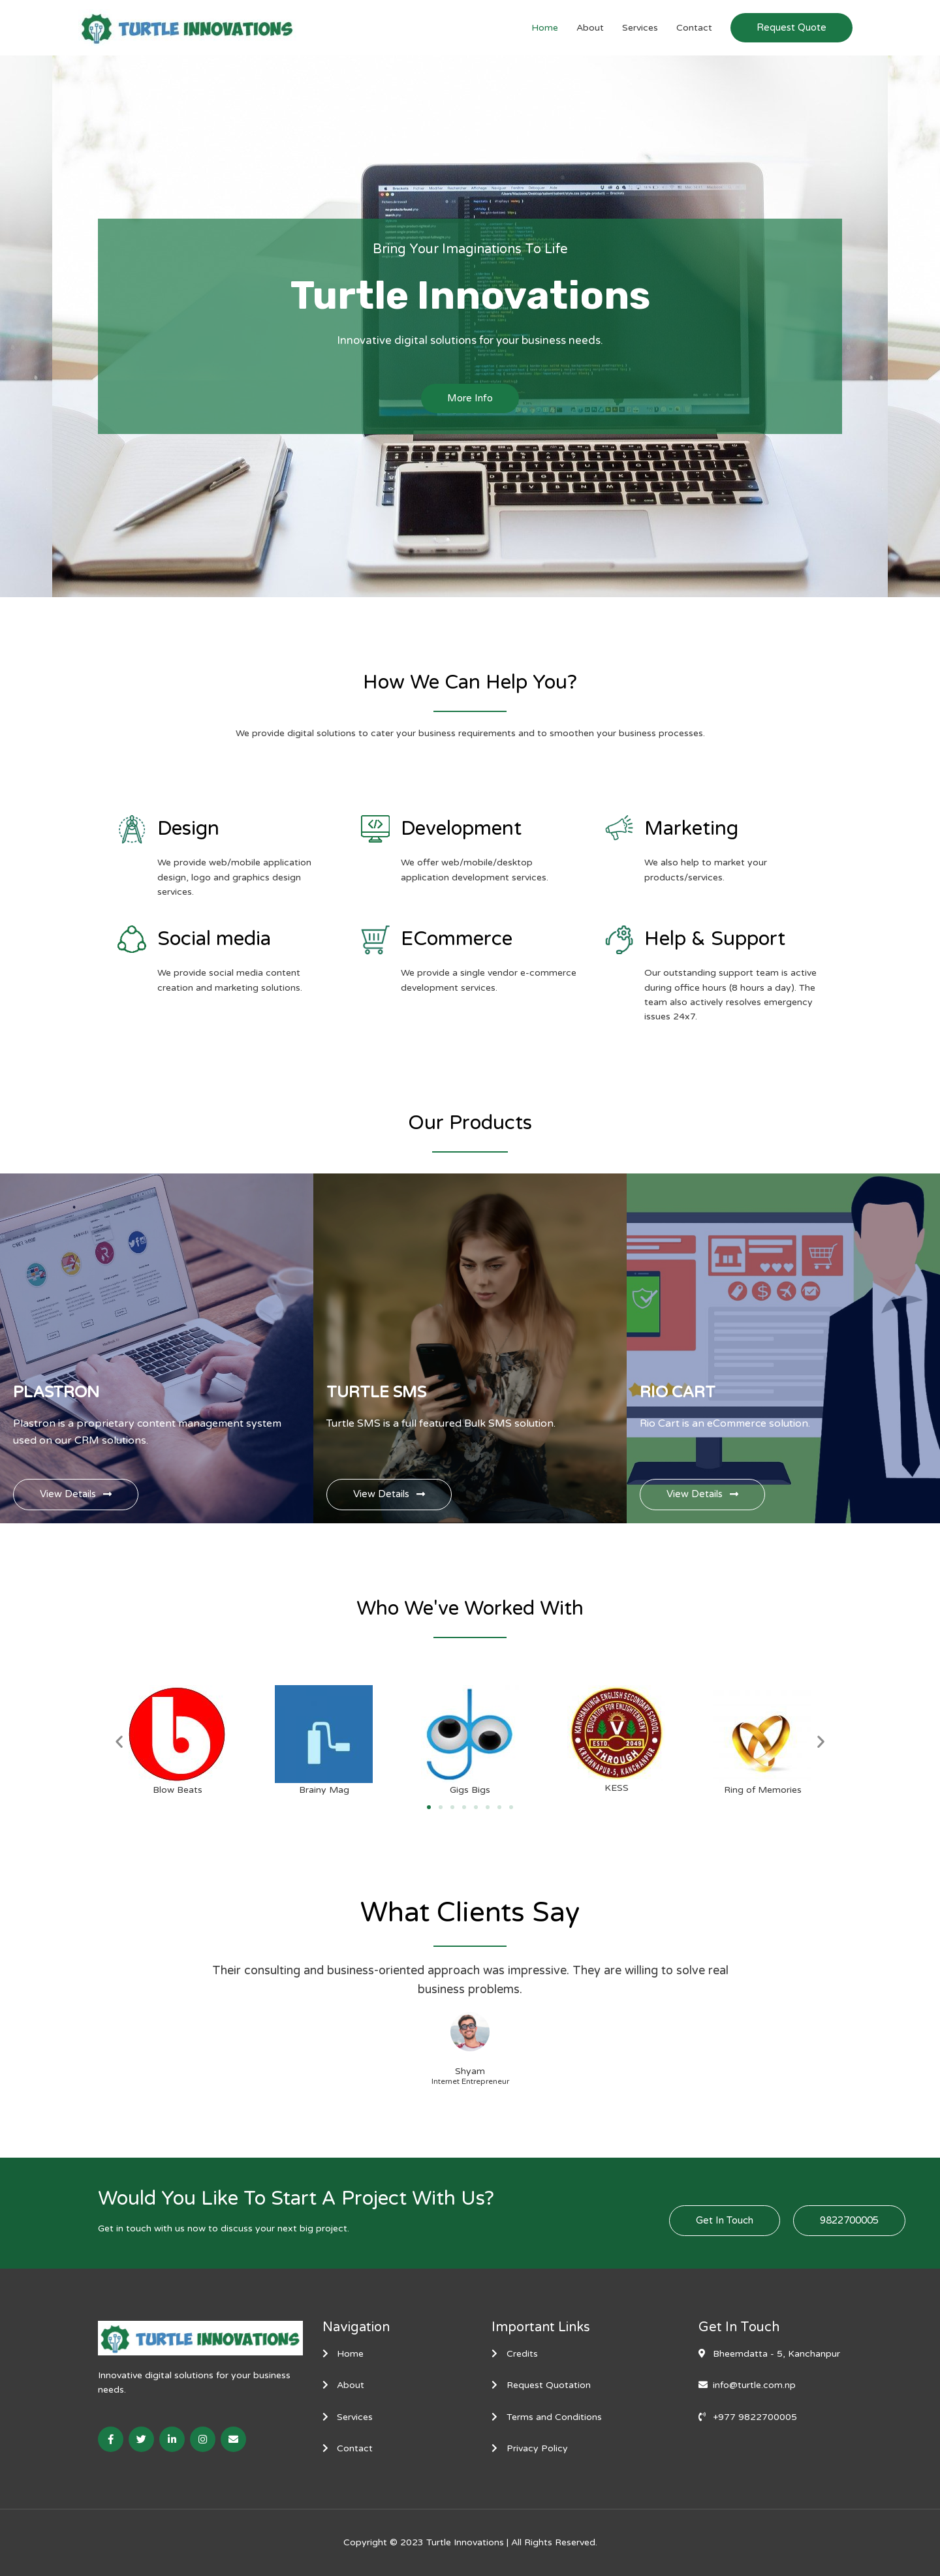 TURTLE INNOVATIONS
Home
About
Services
Contact
Request Quote
Bring Your Imaginations To Life
Turtle Innovations
Innovative digital solutions for your business needs.
More Info
How We Can Help You?
We provide digital solutions to cater your business requirements and to smoothen your business processes.
Design
We provide web/mobile application
design, logo and graphics design
services.
Development
We offer web/mobile/desktop
application development services.
Marketing
We also help to market your
products/services.
Social media
We provide social media content
creation and marketing solutions.
ECommerce
We provide a single vendor e-commerce
development services.
Help & Support
Our outstanding support team is active
during office hours (8 hours a day). The
team also actively resolves emergency
issues 24x7.
Our Products
PLASTRON
Plastron is a proprietary content management system
used on our CRM solutions.
View Details
TURTLE SMS
Turtle SMS is a full featured Bulk SMS solution.
View Details
RIO CART
Rio Cart is an eCommerce solution.
View Details
Who We've Worked With
Blow Beats
Brainy Mag
Gigs Bigs
KANCHANJUNGA ENGLISH SECONDARY SCHOOL
EDUCATION FOR ENLIGHTENMENT
ESTD. 2049
THROUGH
KRISHNAPUR-5, KANCHANPUR
KESS
Ring of Memories
What Clients Say
Their consulting and business-oriented approach was impressive. They are willing to solve real
business problems.
Shyam
Internet Entrepreneur
Would You Like To Start A Project With Us?
Get in touch with us now to discuss your next big project.
Get In Touch
9822700005
TURTLE INNOVATIONS
Innovative digital solutions for your business
needs.
Navigation
Home
About
Services
Contact
Important Links
Credits
Request Quotation
Terms and Conditions
Privacy Policy
Get In Touch
Bheemdatta - 5, Kanchanpur
info@turtle.com.np
+977 9822700005
Copyright © 2023 Turtle Innovations | All Rights Reserved.